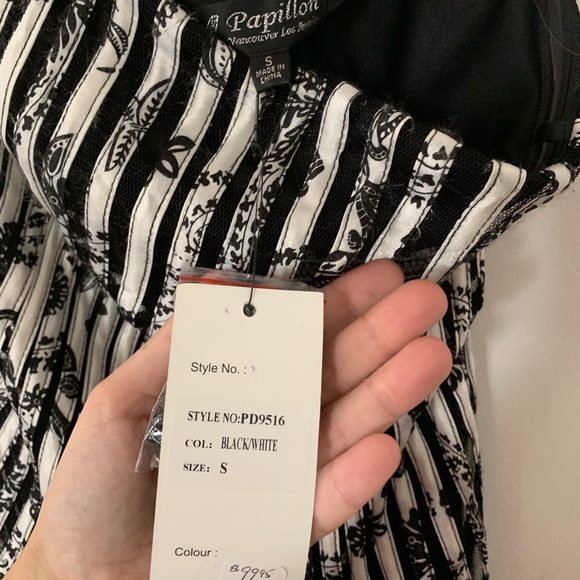 Papillon
Vancouver Los Angeles
S
MADE IN
CHINA
Style No. :
STYLE NO:PD9516
COL: BLACK/WHITE
SIZE: S
Colour :